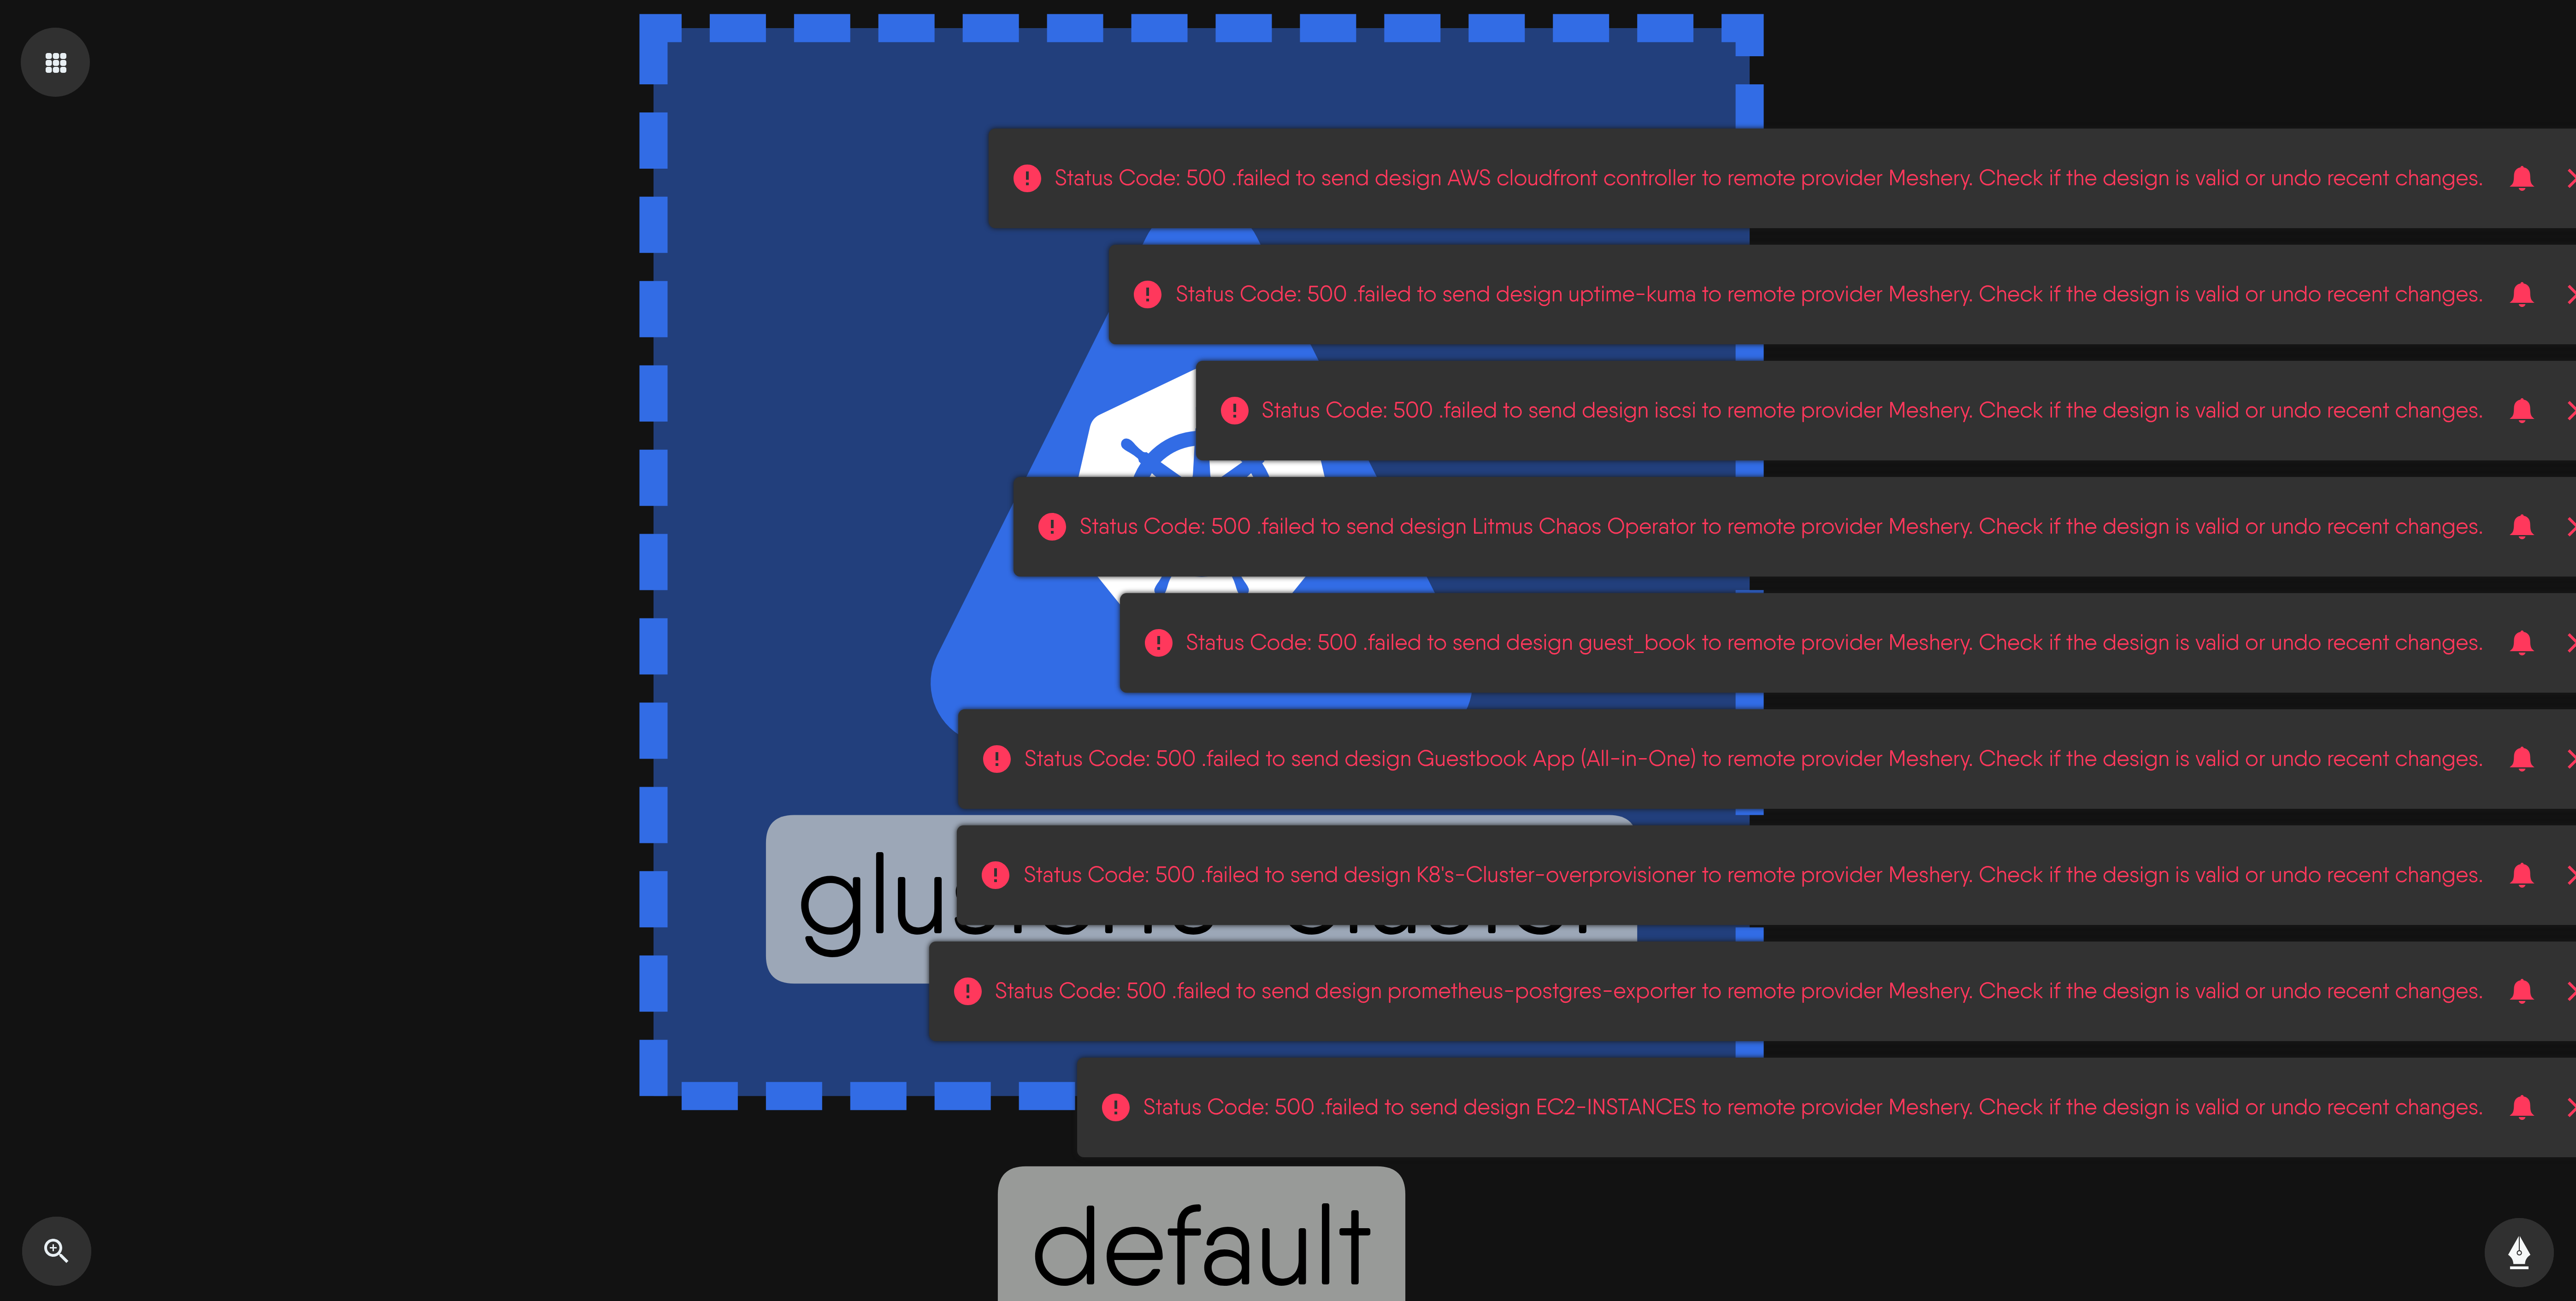 Status Code: 500 .failed to send design AWS cloudfront controller to remote provider Meshery. Check if the design is valid or undo recent changes.
Status Code: 500 .failed to send design uptime-kuma to remote provider Meshery. Check if the design is valid or undo recent changes.
Status Code: 500 .failed to send design iscsi to remote provider Meshery. Check if the design is valid or undo recent changes.
Status Code: 500 .failed to send design Litmus Chaos Operator to remote provider Meshery. Check if the design is valid or undo recent changes.
Status Code: 500 .failed to send design guest_book to remote provider Meshery. Check if the design is valid or undo recent changes.
Status Code: 500 .failed to send design Guestbook App (All-in-One) to remote provider Meshery. Check if the design is valid or undo recent changes.
Status Code: 500 .failed to send design K8's-Cluster-overprovisioner to remote provider Meshery. Check if the design is valid or undo recent changes.
Status Code: 500 .failed to send design prometheus-postgres-exporter to remote provider Meshery. Check if the design is valid or undo recent changes.
Status Code: 500 .failed to send design EC2-INSTANCES to remote provider Meshery. Check if the design is valid or undo recent changes.
default